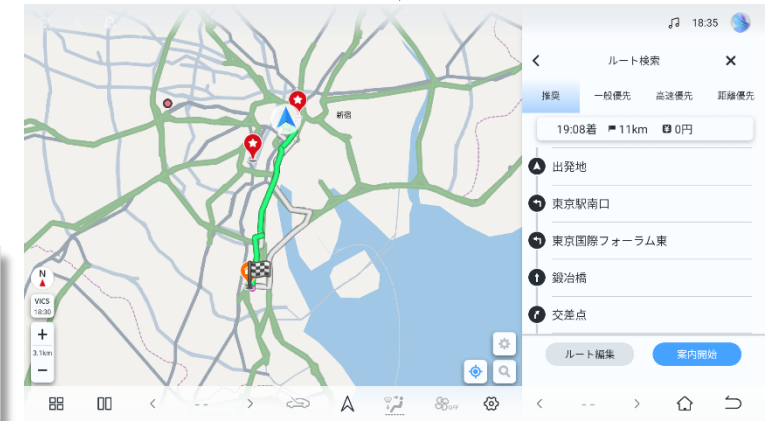 18:35
ルート検索
推奨 一般優先 高速優先 距離優先
19:08着 11km 0円
出発地
東京駅南口
東京国際フォーラム東
鍛冶橋
交差点
ルート編集 案内開始
新宿
N
VICS
18:30
+
3.1km
−
-- OFF --